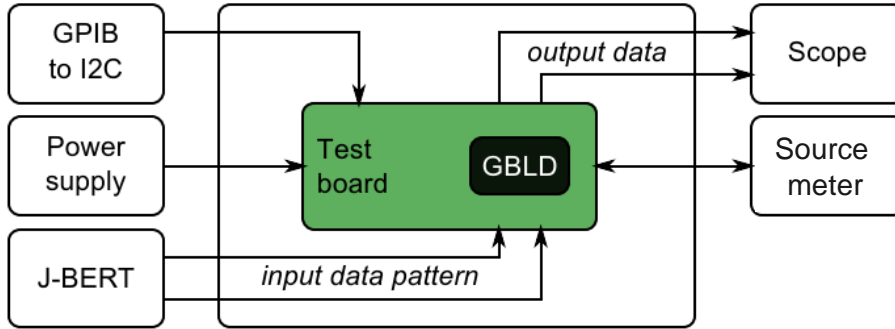 GPIB
to I2C
output data
Scope
Power
supply
Test
board
GBLD
Source
meter
J-BERT
input data pattern